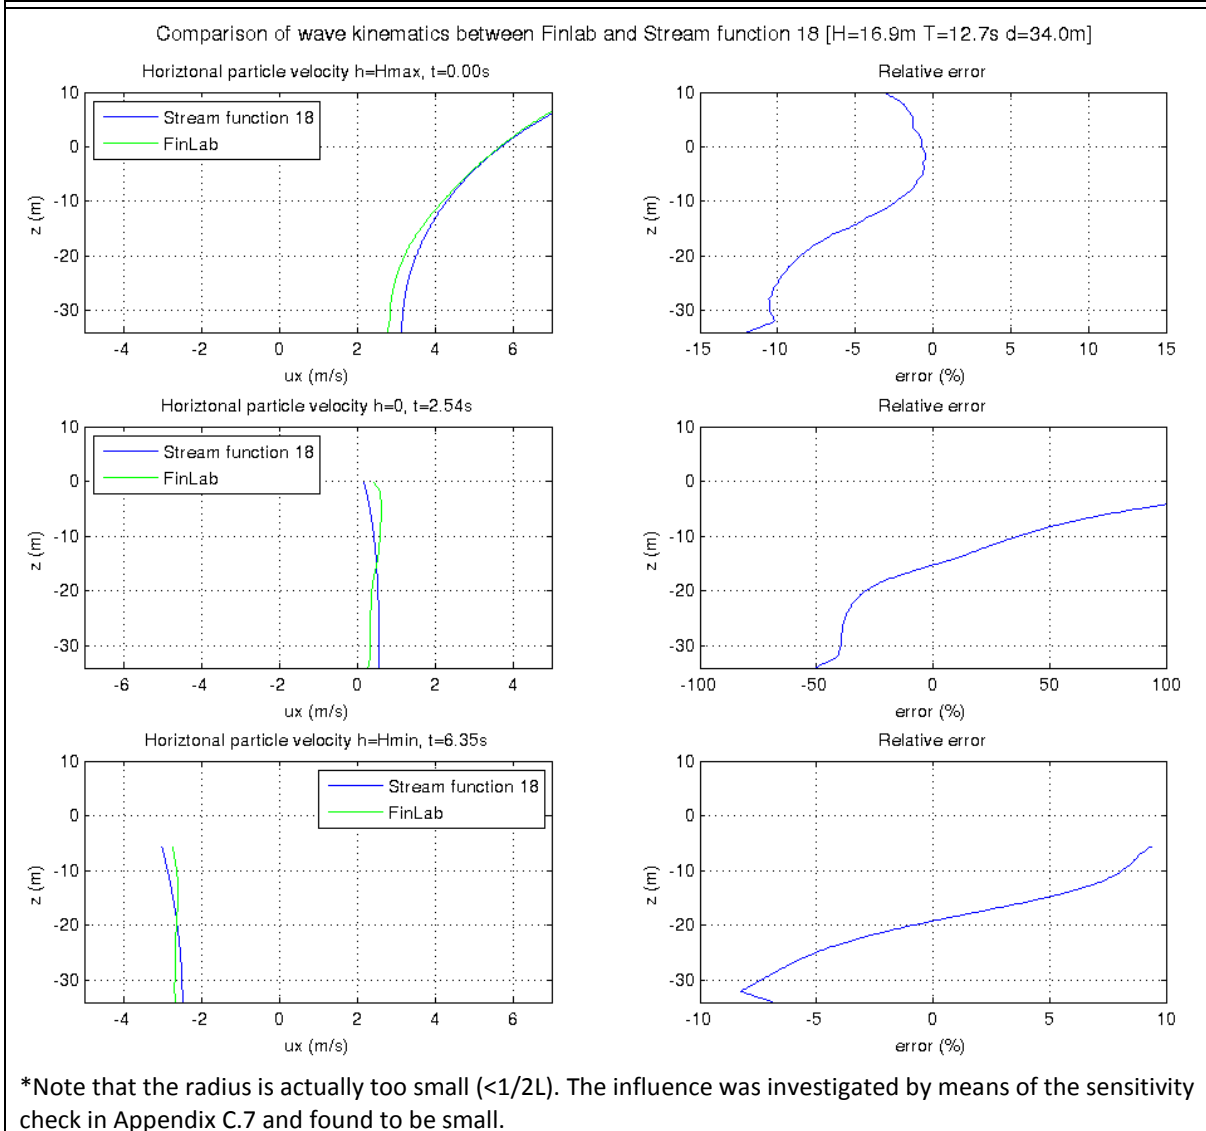 Comparison of wave kinematics between Finlab and Stream function 18 [H=16.9m T=12.7s d=34.0m]
Horiztonal particle velocity h=Hmax, t=0.00s
Stream function 18
FinLab
10
0
-10
-20
-30
z (m)
-4 -2 0 2 4 6
ux (m/s)
Relative error
10
0
-10
-20
-30
z (m)
-15 -10 -5 0 5 10 15
error (%)
Horiztonal particle velocity h=0, t=2.54s
Stream function 18
FinLab
10
0
-10
-20
-30
z (m)
-6 -4 -2 0 2 4
ux (m/s)
Relative error
10
0
-10
-20
-30
z (m)
-100 -50 0 50 100
error (%)
Horiztonal particle velocity h=Hmin, t=6.35s
Stream function 18
FinLab
10
0
-10
-20
-30
z (m)
-4 -2 0 2 4 6
ux (m/s)
Relative error
10
0
-10
-20
-30
z (m)
-10 -5 0 5 10
error (%)
*Note that the radius is actually too small (<1/2L). The influence was investigated by means of the sensitivity
check in Appendix C.7 and found to be small.